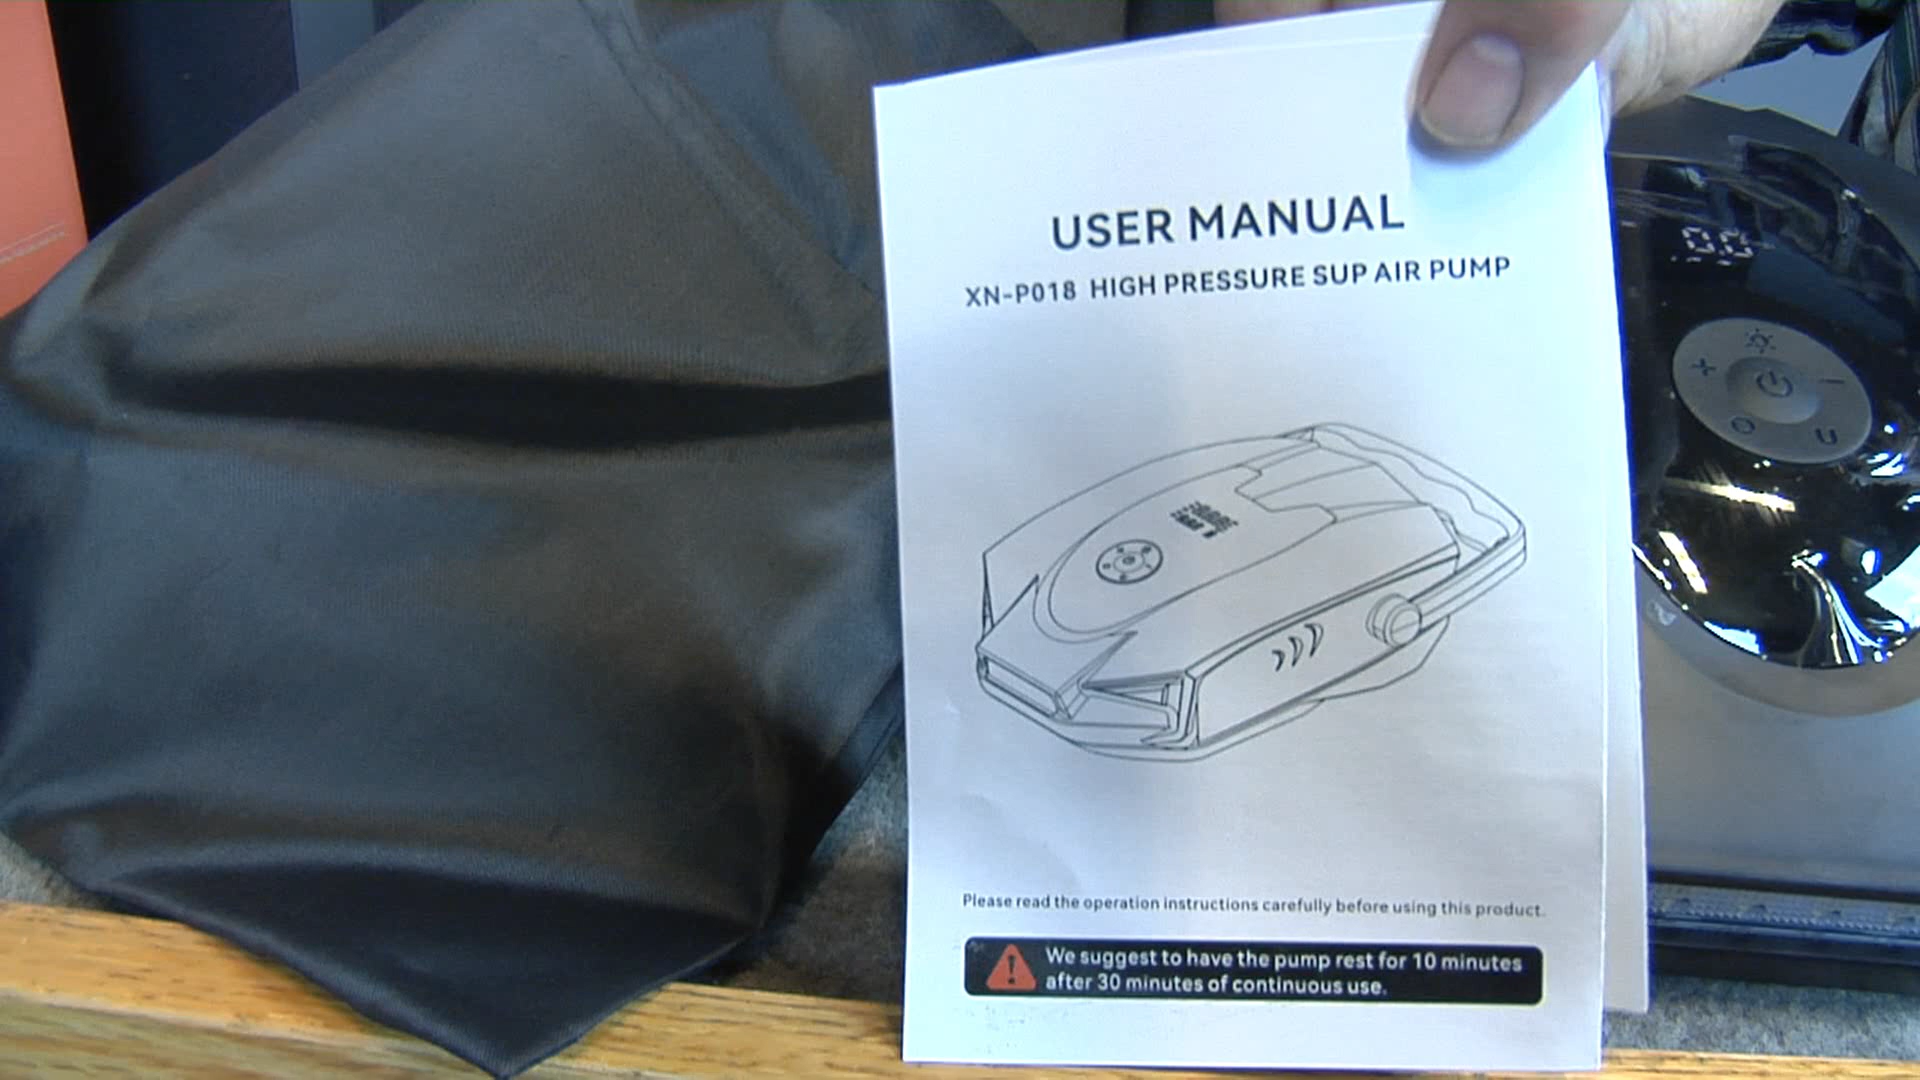 USER MANUAL
XN-P018 HIGH PRESSURE SUP AIR PUMP
Please read the operation instructions carefully before using this product.
We suggest to have the pump rest for 10 minutes
after 30 minutes of continuous use.
+ -
U